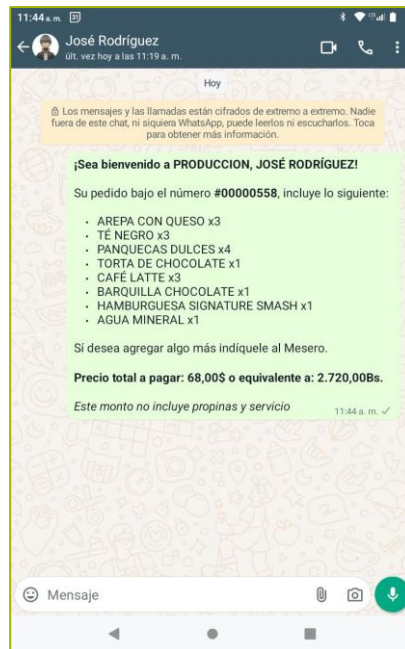 11:44 a. m. 31
José Rodríguez
últ. vez hoy a las 11:19 a. m.
Hoy
Los mensajes y las llamadas están cifrados de extremo a extremo. Nadie
fuera de este chat, ni siquiera WhatsApp, puede leerlos ni escucharlos. Toca
para obtener más información.
¡Sea bienvenido a PRODUCCION, JOSÉ RODRÍGUEZ!
Su pedido bajo el número #00000558, incluye lo siguiente:
• AREPA CON QUESO x3
• TÉ NEGRO x3
• PANQUECAS DULCES x4
• TORTA DE CHOCOLATE x1
• CAFÉ LATTE x3
• BARQUILLA CHOCOLATE x1
• HAMBURGUESA SIGNATURE SMASH x1
• AGUA MINERAL x1
Sí desea agregar algo más indíquele al Mesero.
Precio total a pagar: 68,00$ o equivalente a: 2.720,00Bs.
Este monto no incluye propinas y servicio
11:44 a. m.
Mensaje